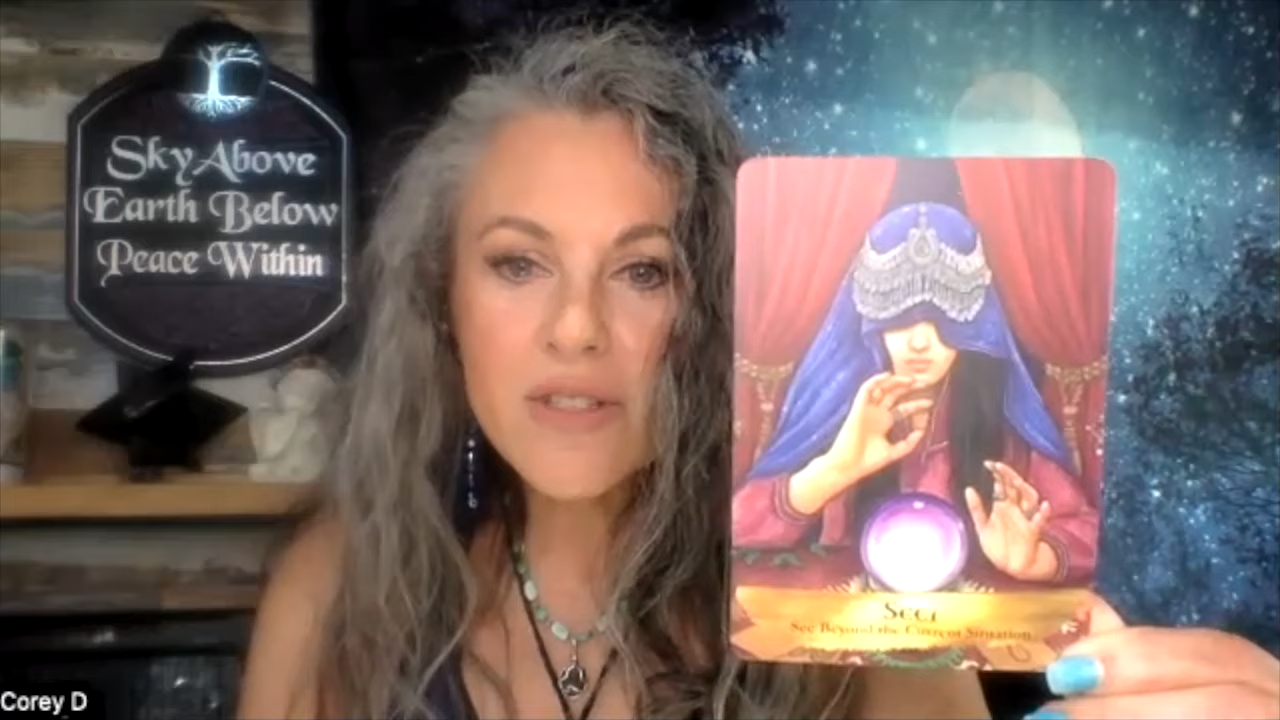 Sky Above
Earth Below
Peace Within
Seer
See Beyond the Current Situation
Corey D